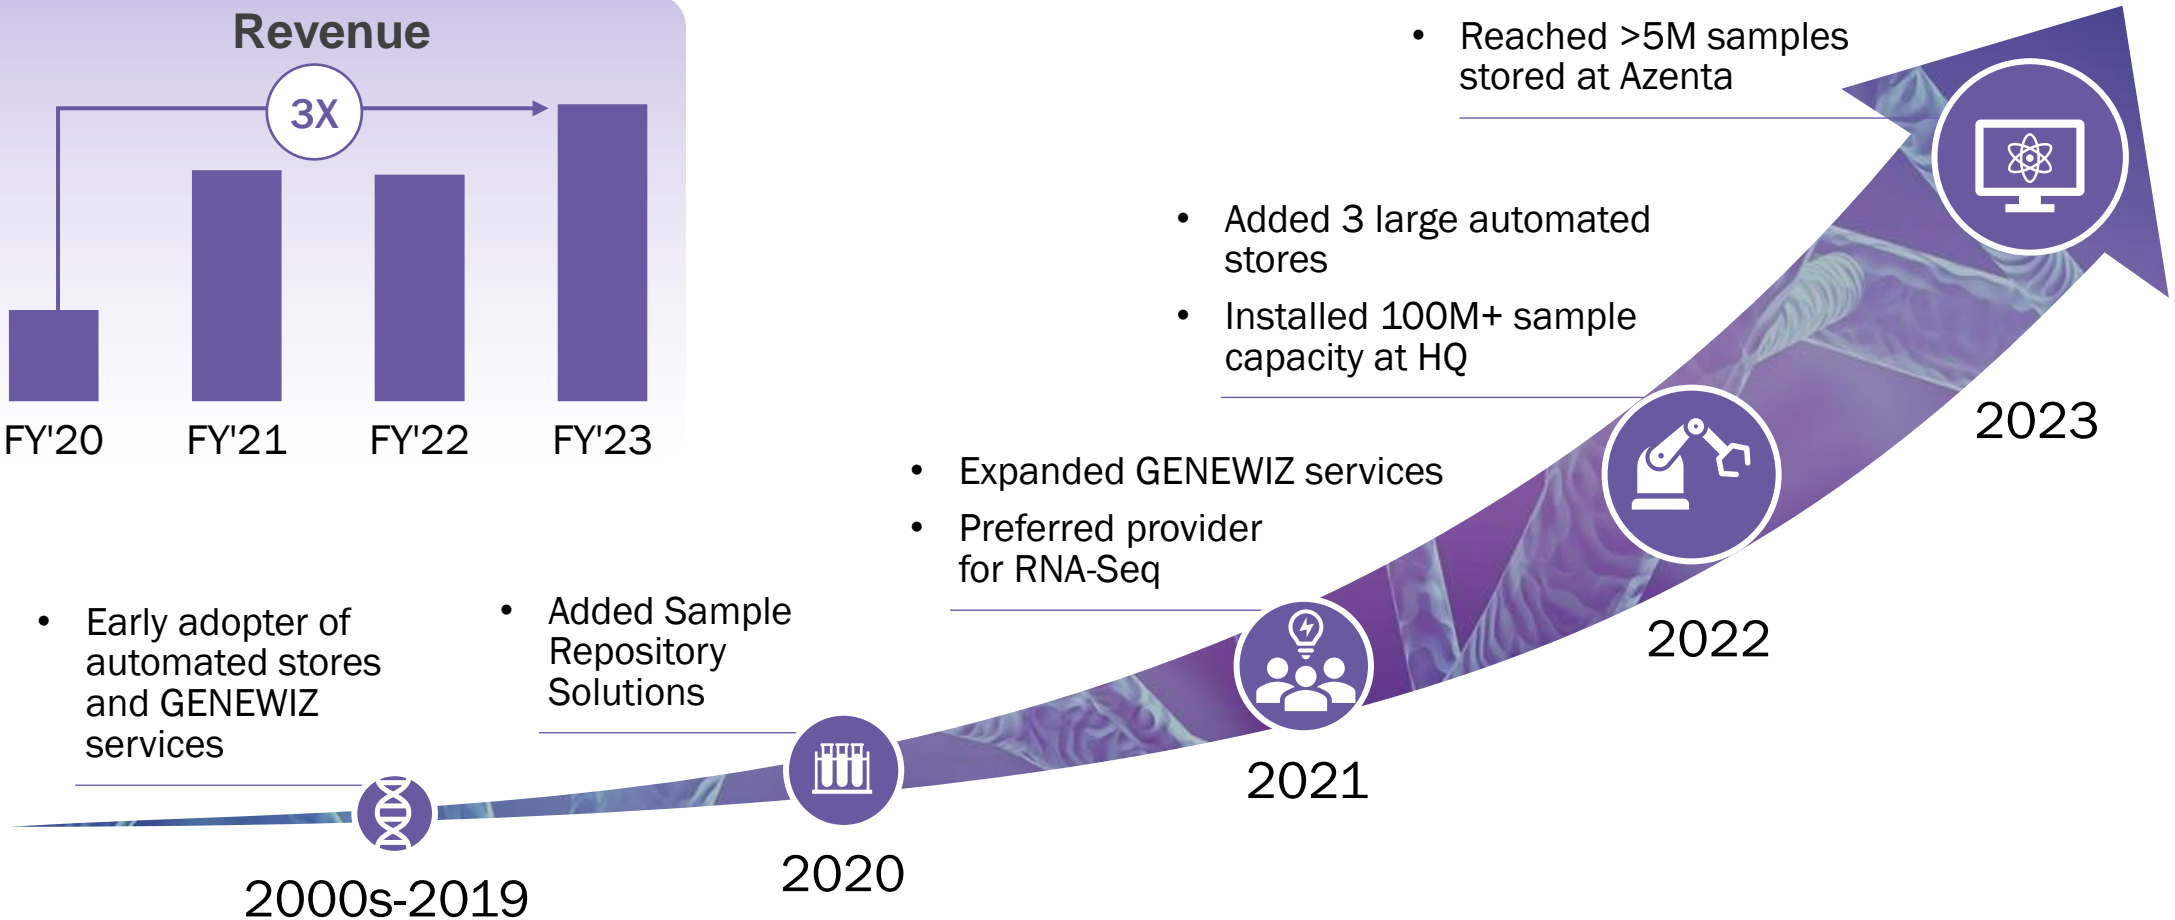 Revenue
3X
FY'20
FY'21
FY'22
FY'23
• Early adopter of
automated stores
and GENEWIZ
services
2000s-2019
• Added Sample
Repository
Solutions
2020
• Expanded GENEWIZ services
• Preferred provider
for RNA-Seq
2021
• Added 3 large automated
stores
• Installed 100M+ sample
capacity at HQ
2022
• Reached >5M samples
stored at Azenta
2023